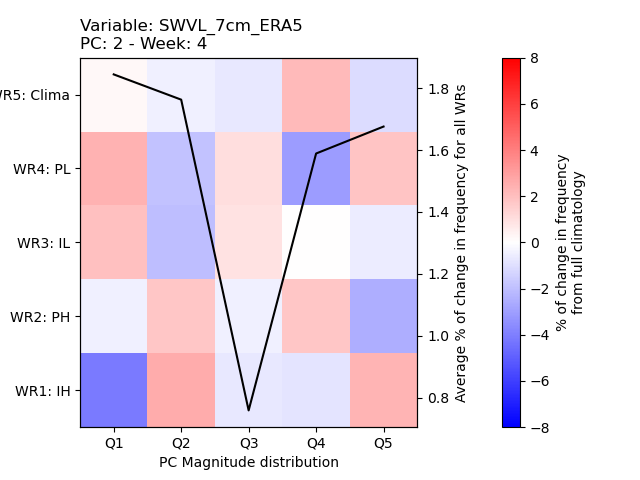 Variable: SWVL_7cm_ERA5
PC: 2 - Week: 4
WR5: Clima
WR4: PL
WR3: IL
WR2: PH
WR1: IH
Q1 Q2 Q3 Q4 Q5
PC Magnitude distribution
1.8
1.6
1.4
1.2
1.0
0.8
Average % of change in frequency for all WRs
8
6
4
2
0
−2
−4
−6
−8
% of change in frequency
from full climatology